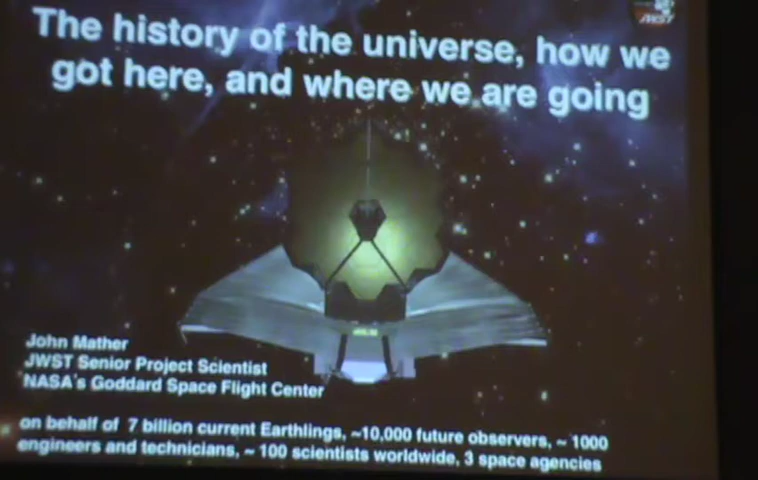 JWST
The history of the universe, how we
got here, and where we are going
John Mather
JWST Senior Project Scientist
NASA's Goddard Space Flight Center
on behalf of 7 billion current Earthlings, ~10,000 future observers, ~ 1000
engineers and technicians, ~ 100 scientists worldwide, 3 space agencies